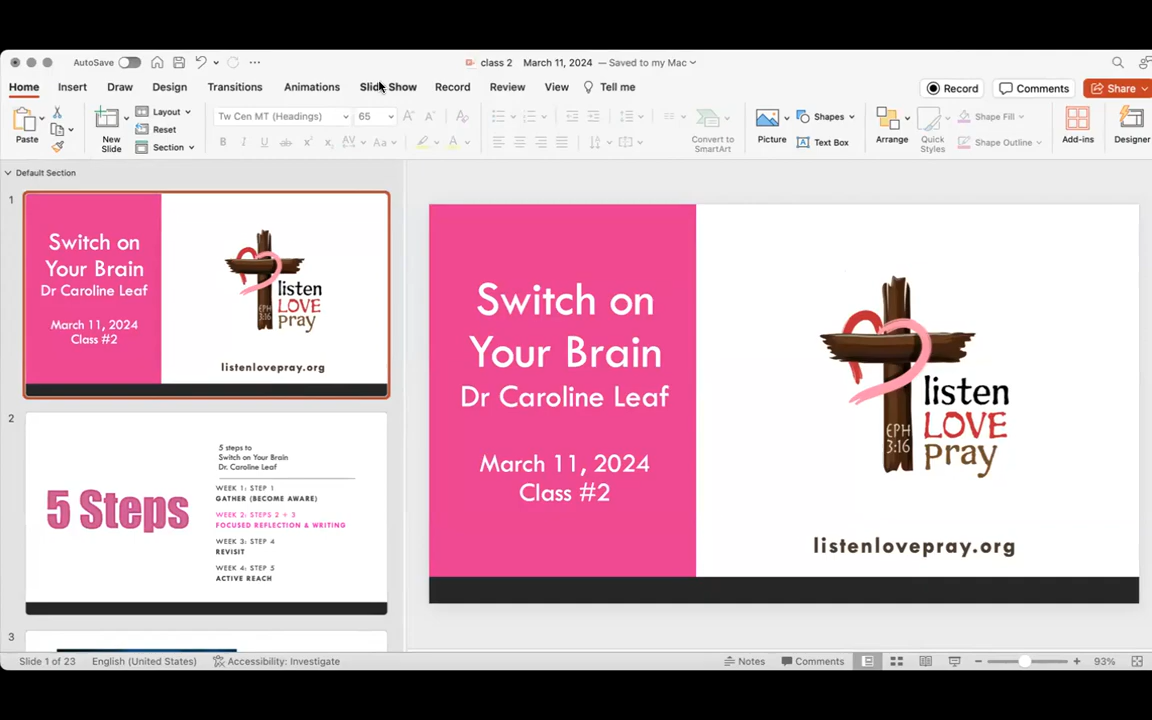 AutoSave
class 2 March 11, 2024 — Saved to my Mac
Home Insert Draw Design Transitions Animations Slide Show Record Review View Tell me
Record Comments Share
Paste
New Slide
Layout
Reset
Section
Tw Cen MT (Headings) 65
Convert to SmartArt
Picture
Shapes
Text Box
Arrange
Quick Styles
Shape Fill
Shape Outline
Add-ins
Designer
Default Section
1
Switch on
Your Brain
Dr Caroline Leaf
March 11, 2024
Class #2
EPH
3:16
listen
LOVE
pray
listenlovepray.org
2
5 Steps
5 steps to
Switch on Your Brain
Dr. Caroline Leaf
WEEK 1: STEP 1
GATHER (BECOME AWARE)
WEEK 2: STEPS 2 + 3
FOCUSED REFLECTION & WRITING
WEEK 3: STEP 4
REVISIT
WEEK 4: STEP 5
ACTIVE REACH
3
Switch on
Your Brain
Dr Caroline Leaf
March 11, 2024
Class #2
EPH
3:16
listen
LOVE
pray
listenlovepray.org
Slide 1 of 23 English (United States) Accessibility: Investigate
Notes Comments 93%